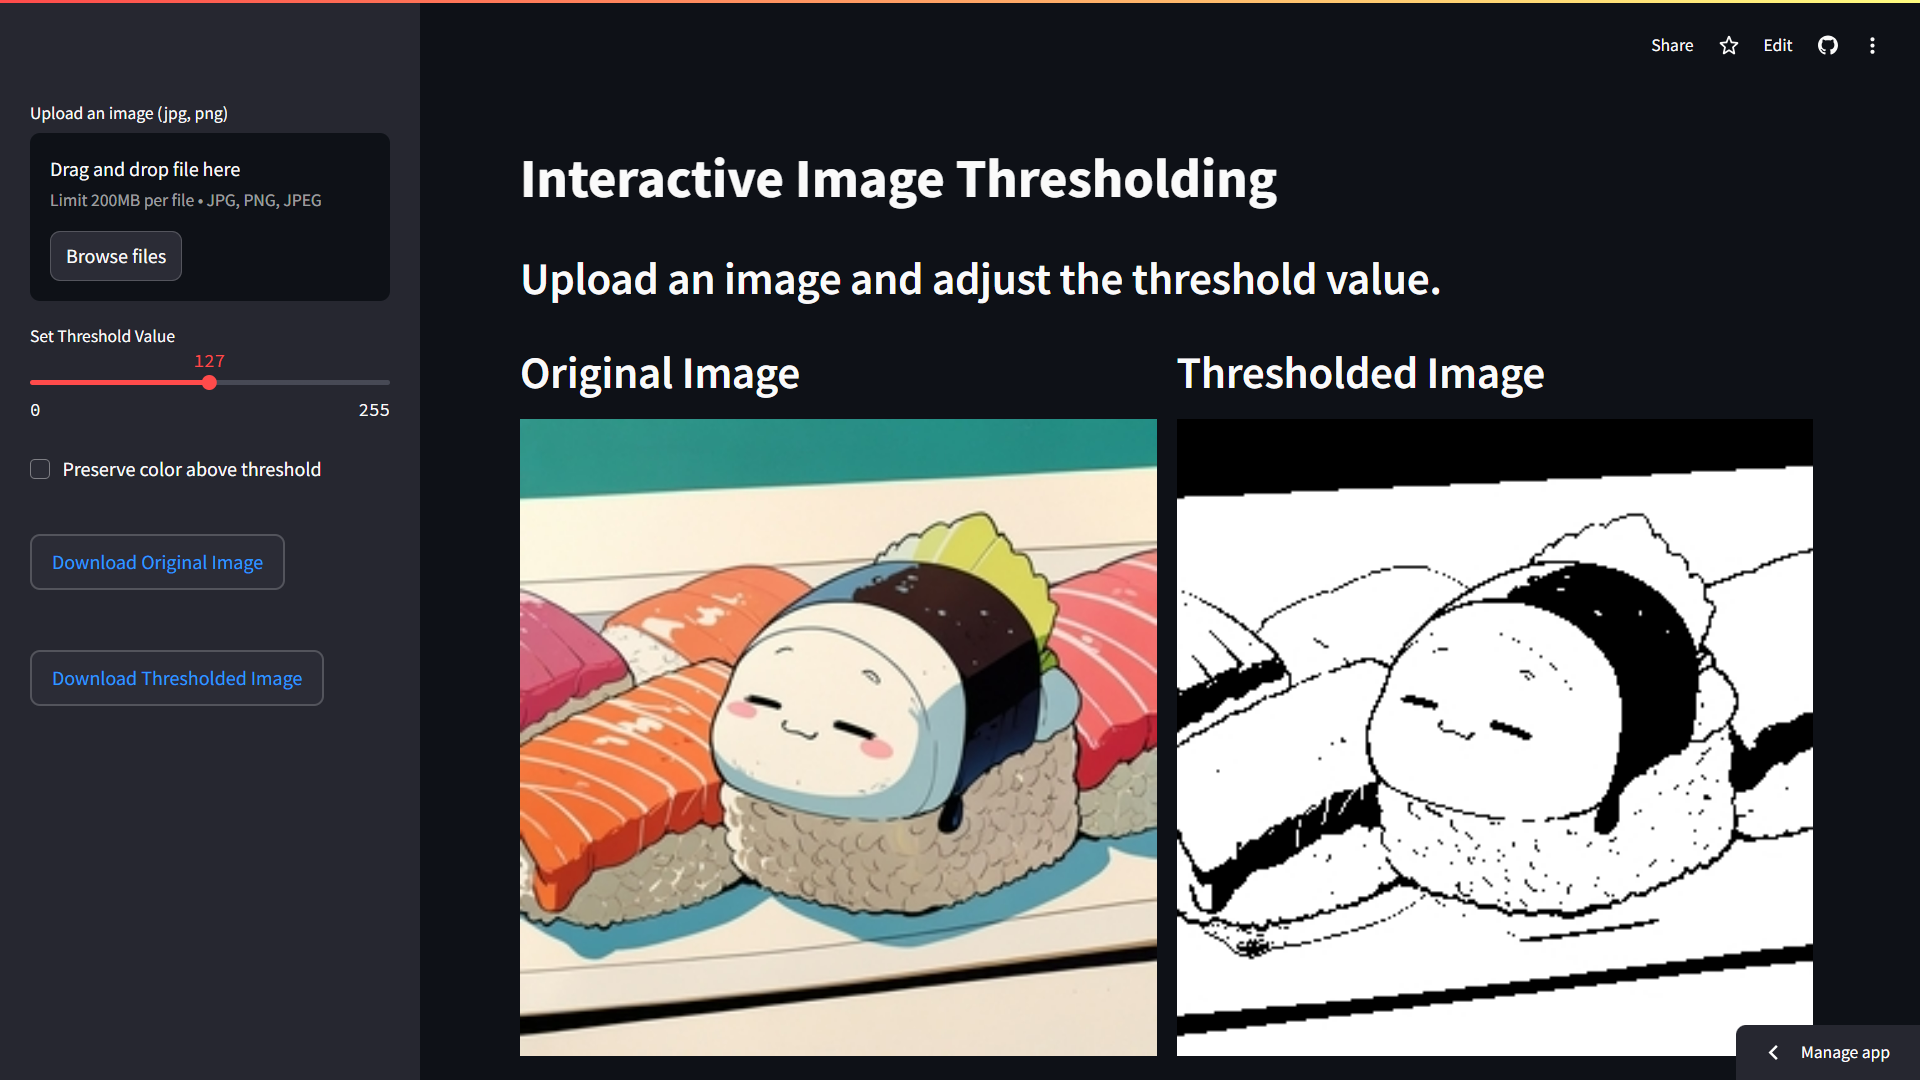 Share
Edit
Upload an image (jpg, png)
Drag and drop file here
Limit 200MB per file • JPG, PNG, JPEG
Browse files
Set Threshold Value
127
0
255
Preserve color above threshold
Download Original Image
Download Thresholded Image
Interactive Image Thresholding
Upload an image and adjust the threshold value.
Original Image
Thresholded Image
Manage app